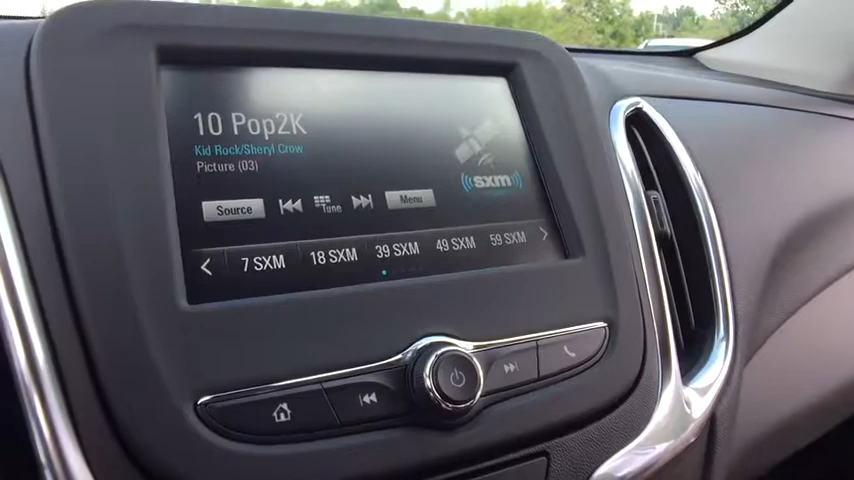 10 Pop2K
Kid Rock/Sheryl Crow
Picture (03)
sxm
Source
Tune
Menu
7 SXM 18 SXM 39 SXM 49 SXM 59 SXM